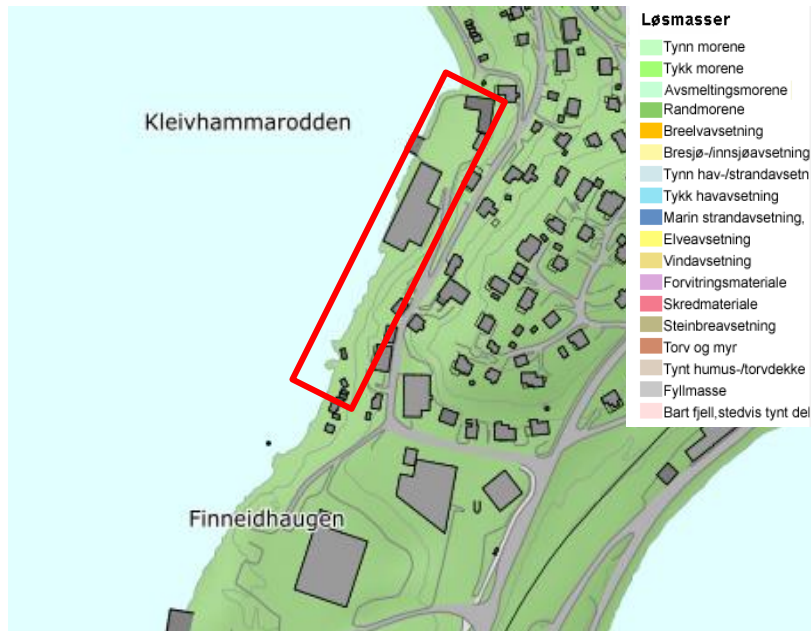 Løsmasser
Tynn morene
Tykk morene
Avsmeltingsmorene
Randmorene
Breelvavsetning
Bresjø-/innsjøavsetning
Tynn hav-/strandavsetn
Tykk havavsetning
Marin strandavsetning,
Elveavsetning
Vindavsetning
Forvitringsmateriale
Skredmateriale
Steinbreavsetning
Torv og myr
Tynt humus-/torvdekke
Fyllmasse
Bart fjell,stedvis tynt del
Kleivhammarodden
Finneidhaugen